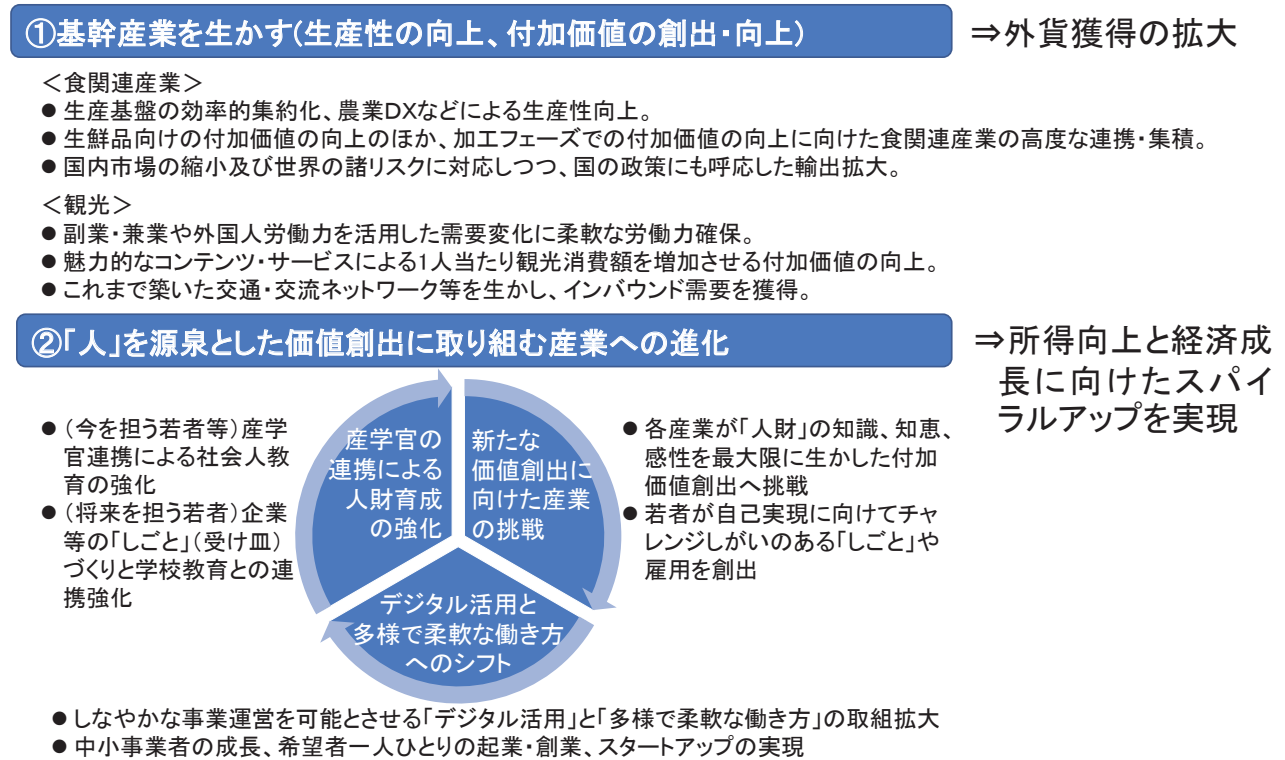 ①基幹産業を生かす(生産性の向上、付加価値の創出・向上)
⇒外貨獲得の拡大
＜食関連産業＞
● 生産基盤の効率的集約化、農業DXなどによる生産性向上。
● 生鮮品向けの付加価値の向上のほか、加工フェーズでの付加価値の向上に向けた食関連産業の高度な連携・集積。
● 国内市場の縮小及び世界の諸リスクに対応しつつ、国の政策にも呼応した輸出拡大。
＜観光＞
● 副業・兼業や外国人労働力を活用した需要変化に柔軟な労働力確保。
● 魅力的なコンテンツ・サービスによる1人当たり観光消費額を増加させる付加価値の向上。
● これまで築いた交通・交流ネットワーク等を生かし、インバウンド需要を獲得。
②「人」を源泉とした価値創出に取り組む産業への進化
⇒所得向上と経済成
長に向けたスパイ
ラルアップを実現
● （今を担う若者等）産学
官連携による社会人教
育の強化
● （将来を担う若者）企業
等の「しごと」（受け皿）
づくりと学校教育との連
携強化
産学官の
連携による
人財育成
の強化
新たな
価値創出に
向けた産業
の挑戦
● 各産業が「人財」の知識、知恵、
感性を最大限に生かした付加
価値創出へ挑戦
● 若者が自己実現に向けてチャ
レンジしがいのある「しごと」や
雇用を創出
デジタル活用と
多様で柔軟な働き方
へのシフト
● しなやかな事業運営を可能とさせる「デジタル活用」と「多様で柔軟な働き方」の取組拡大
● 中小事業者の成長、希望者一人ひとりの起業・創業、スタートアップの実現